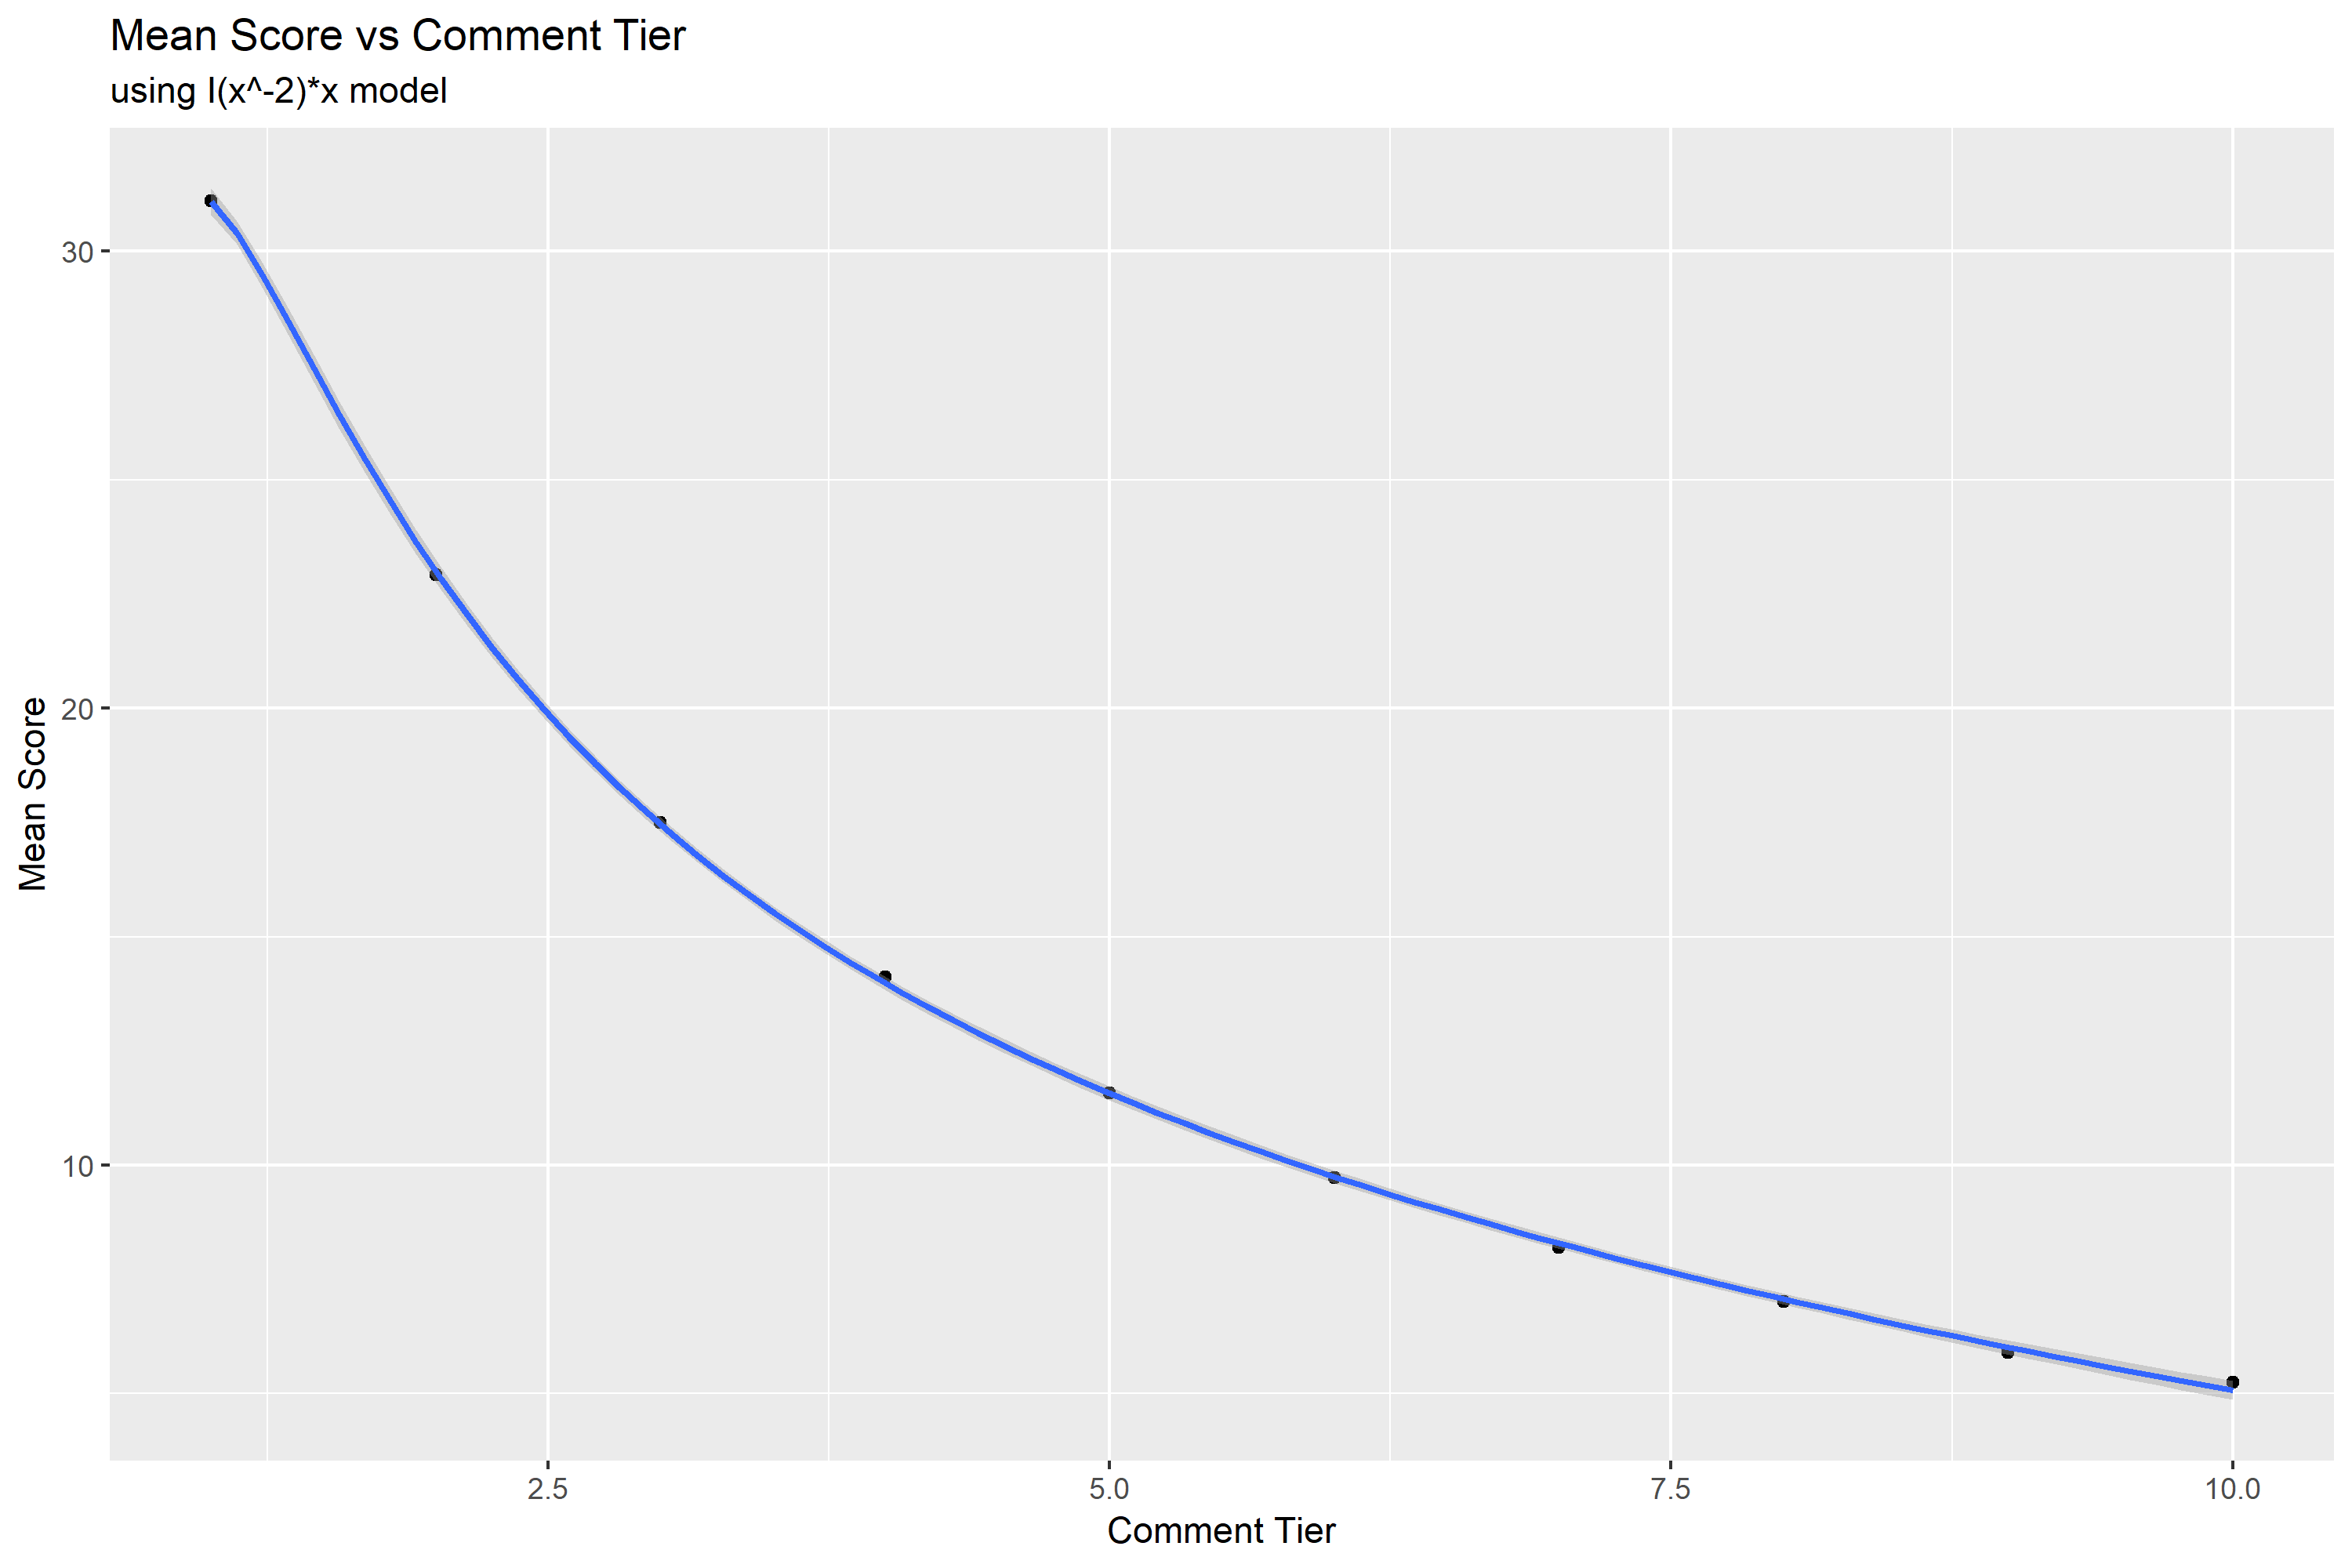 Mean Score vs Comment Tier
using I(x^-2)*x model
30
20
10
Mean Score
2.5
5.0
7.5
10.0
Comment Tier